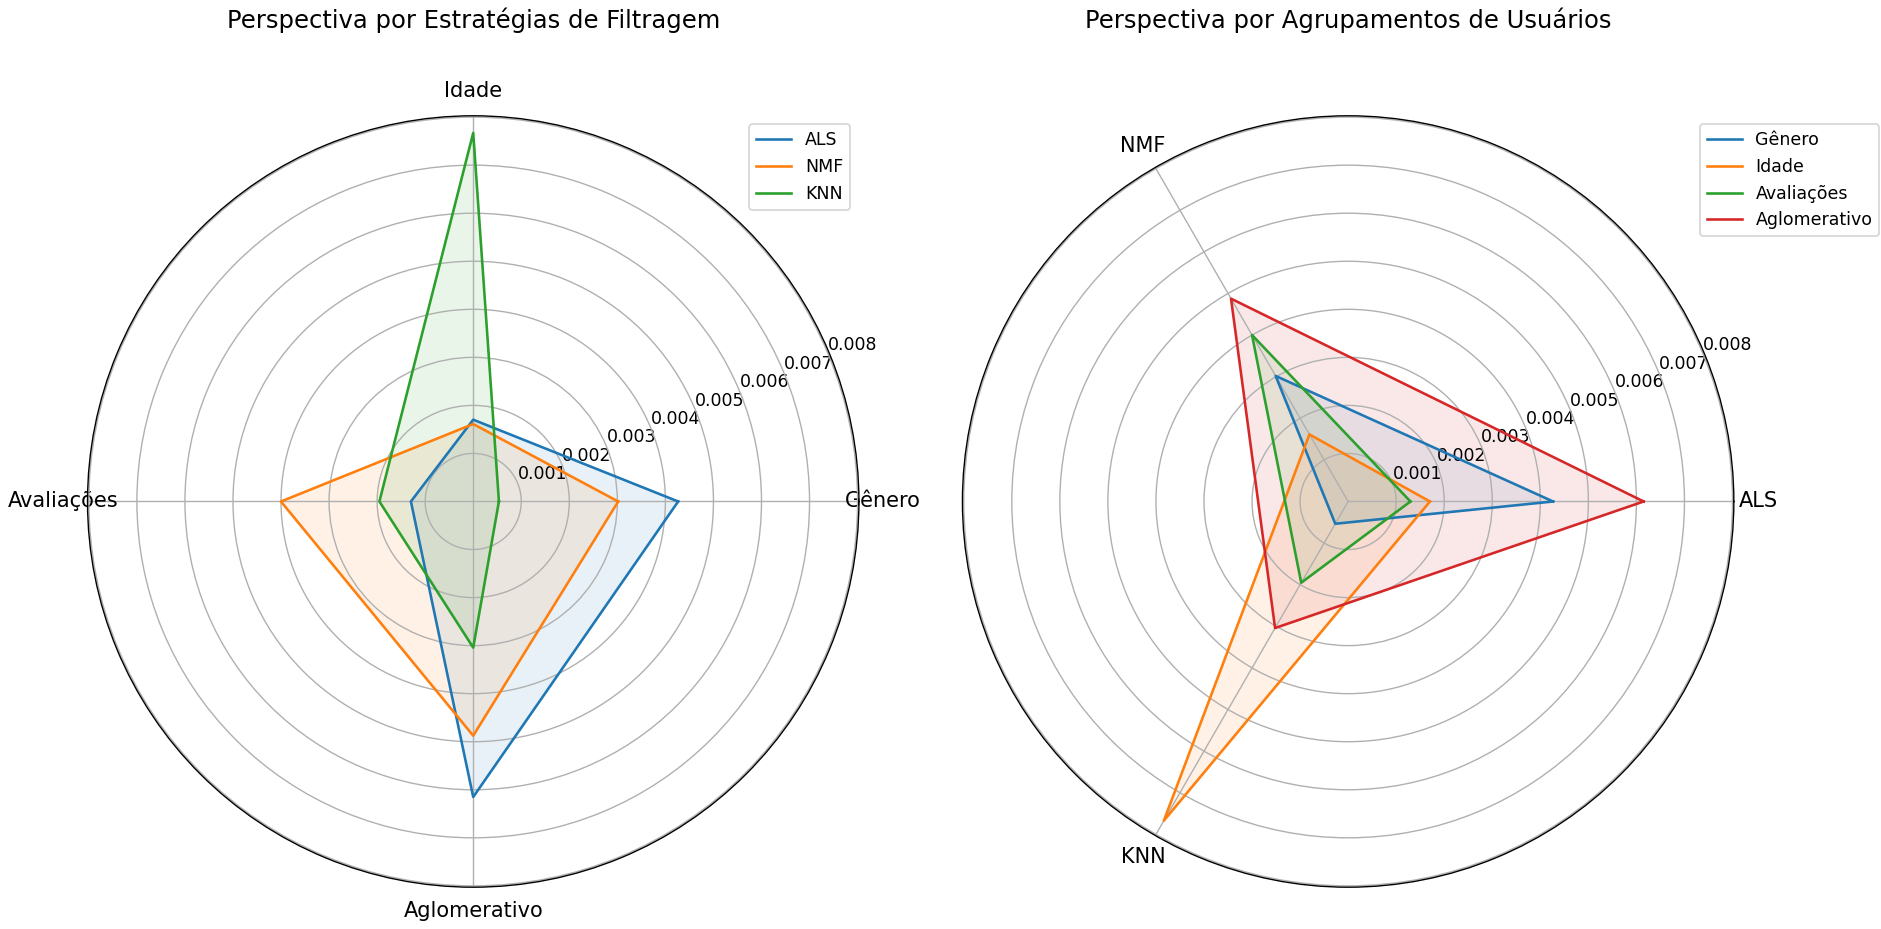 Perspectiva por Estratégias de Filtragem
Idade
ALS
NMF
KNN
0.008
0.007
0.006
0.005
0.004
0.003
0.002
0.001
Avaliações
Gênero
Aglomerativo
Perspectiva por Agrupamentos de Usuários
NMF
Gênero
Idade
Avaliações
Aglomerativo
0.008
0.007
0.006
0.005
0.004
0.003
0.002
0.001
ALS
KNN